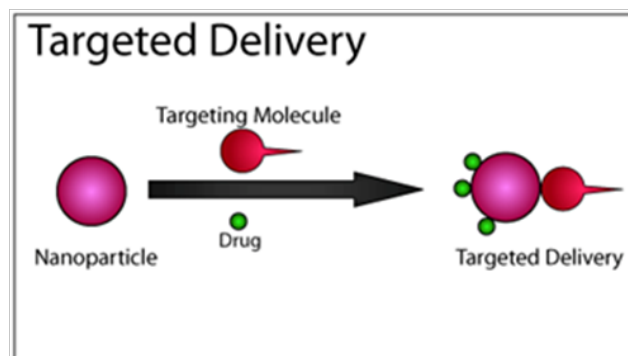 Targeted Delivery
Targeting Molecule
Drug
Nanoparticle
Targeted Delivery